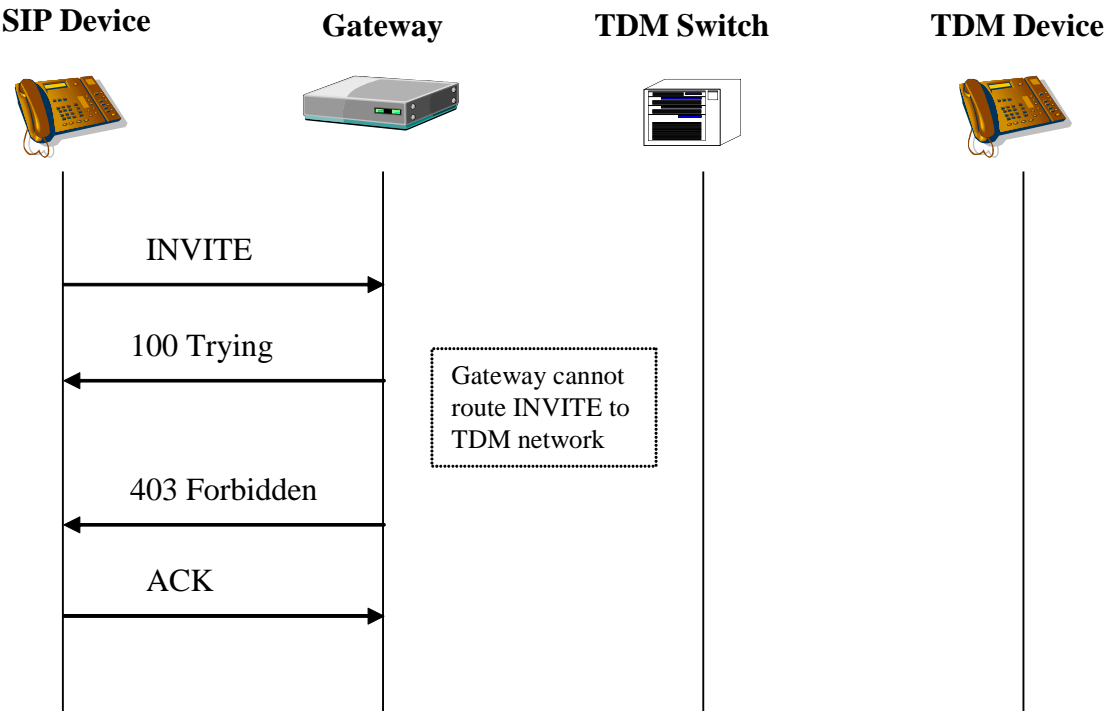 SIP Device
Gateway
TDM Switch
TDM Device
INVITE
100 Trying
Gateway cannot
route INVITE to
TDM network
403 Forbidden
ACK